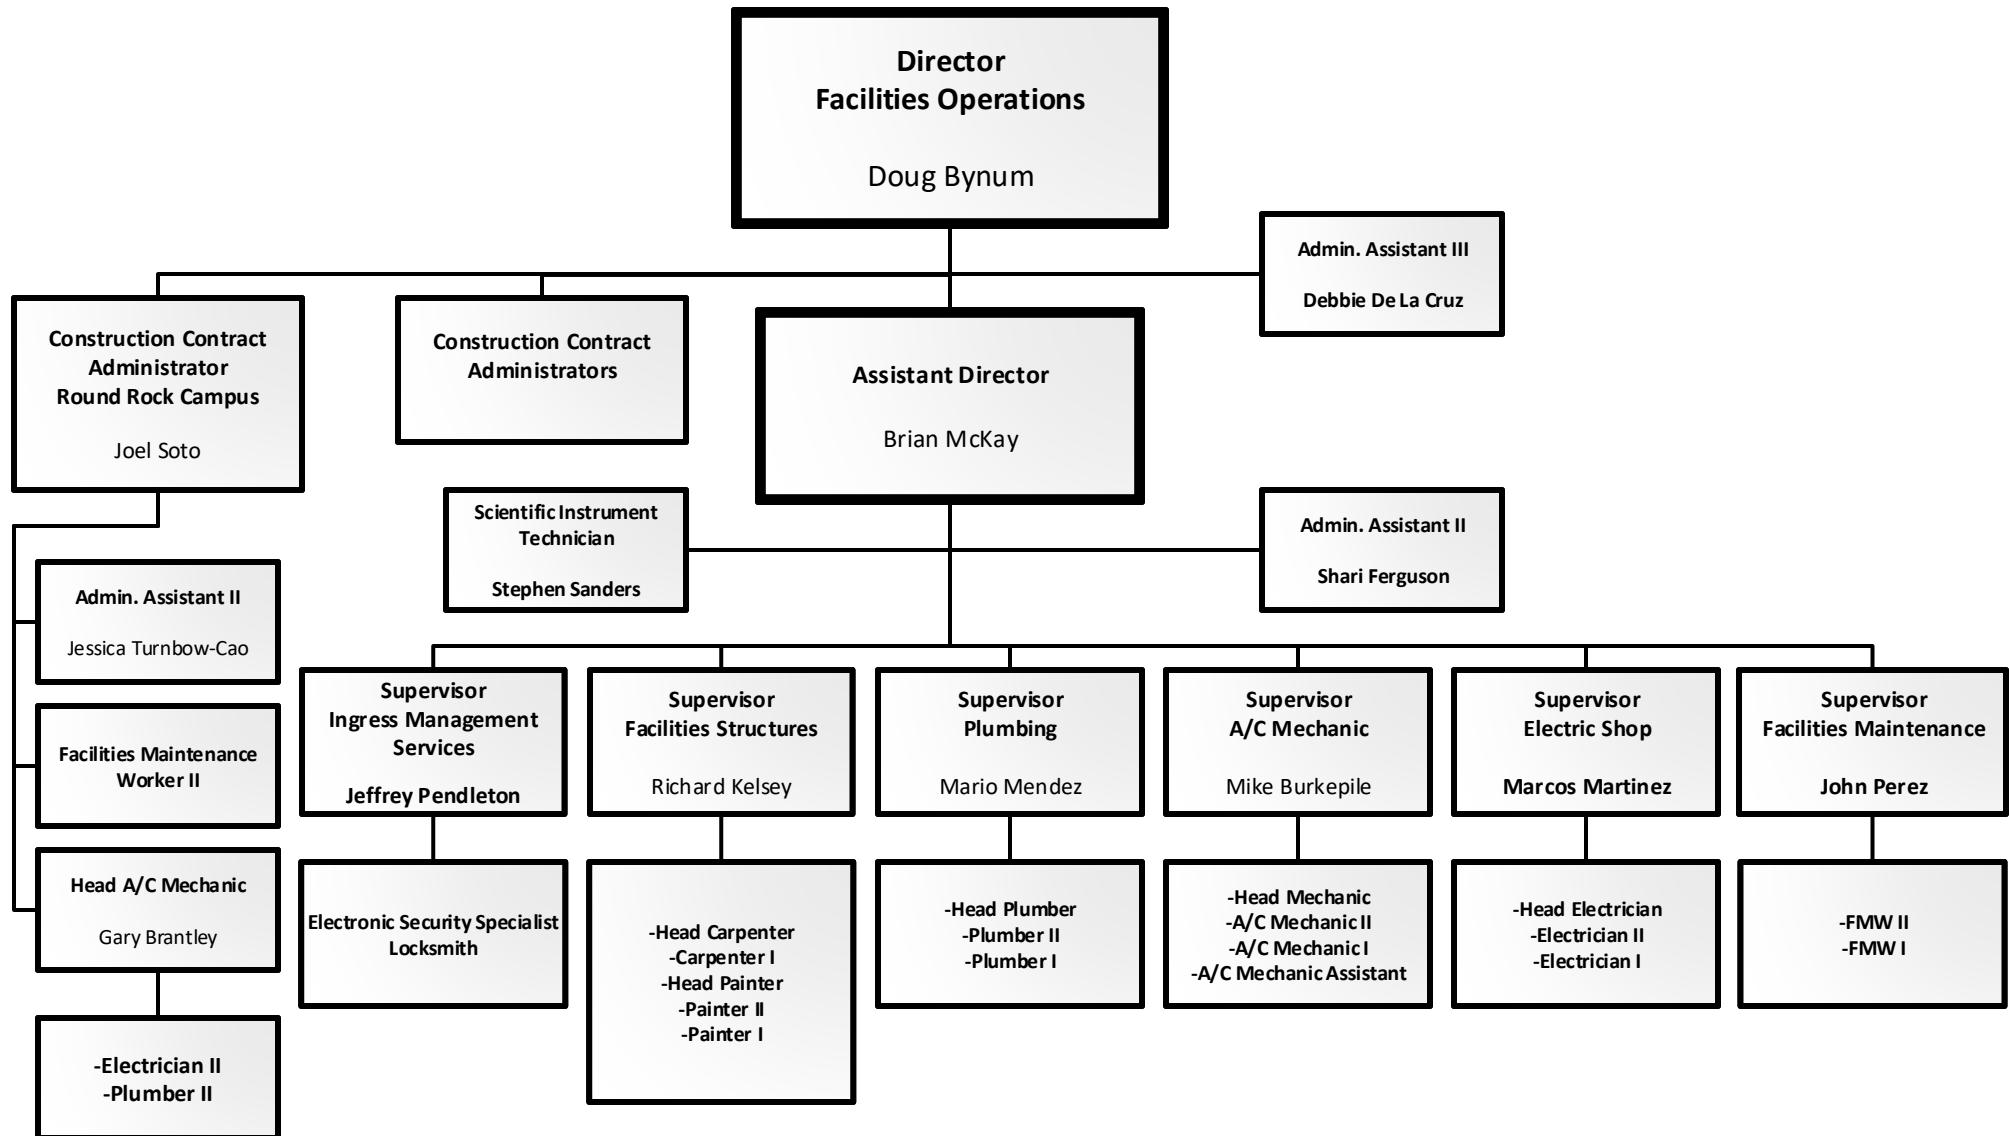 Director
Facilities Operations
Doug Bynum
Admin. Assistant III
Debbie De La Cruz
Construction Contract
Administrator
Round Rock Campus
Joel Soto
Construction Contract
Administrators
Assistant Director
Brian McKay
Scientific Instrument
Technician
Stephen Sanders
Admin. Assistant II
Shari Ferguson
Admin. Assistant II
Jessica Turnbow-Cao
Facilities Maintenance
Worker II
Head A/C Mechanic
Gary Brantley
-Electrician II
-Plumber II
Supervisor
Ingress Management
Services
Jeffrey Pendleton
Supervisor
Facilities Structures
Richard Kelsey
Supervisor
Plumbing
Mario Mendez
Supervisor
A/C Mechanic
Mike Burkepile
Supervisor
Electric Shop
Marcos Martinez
Supervisor
Facilities Maintenance
John Perez
Electronic Security Specialist
Locksmith
-Head Carpenter
-Carpenter I
-Head Painter
-Painter II
-Painter I
-Head Plumber
-Plumber II
-Plumber I
-Head Mechanic
-A/C Mechanic II
-A/C Mechanic I
-A/C Mechanic Assistant
-Head Electrician
-Electrician II
-Electrician I
-FMW II
-FMW I